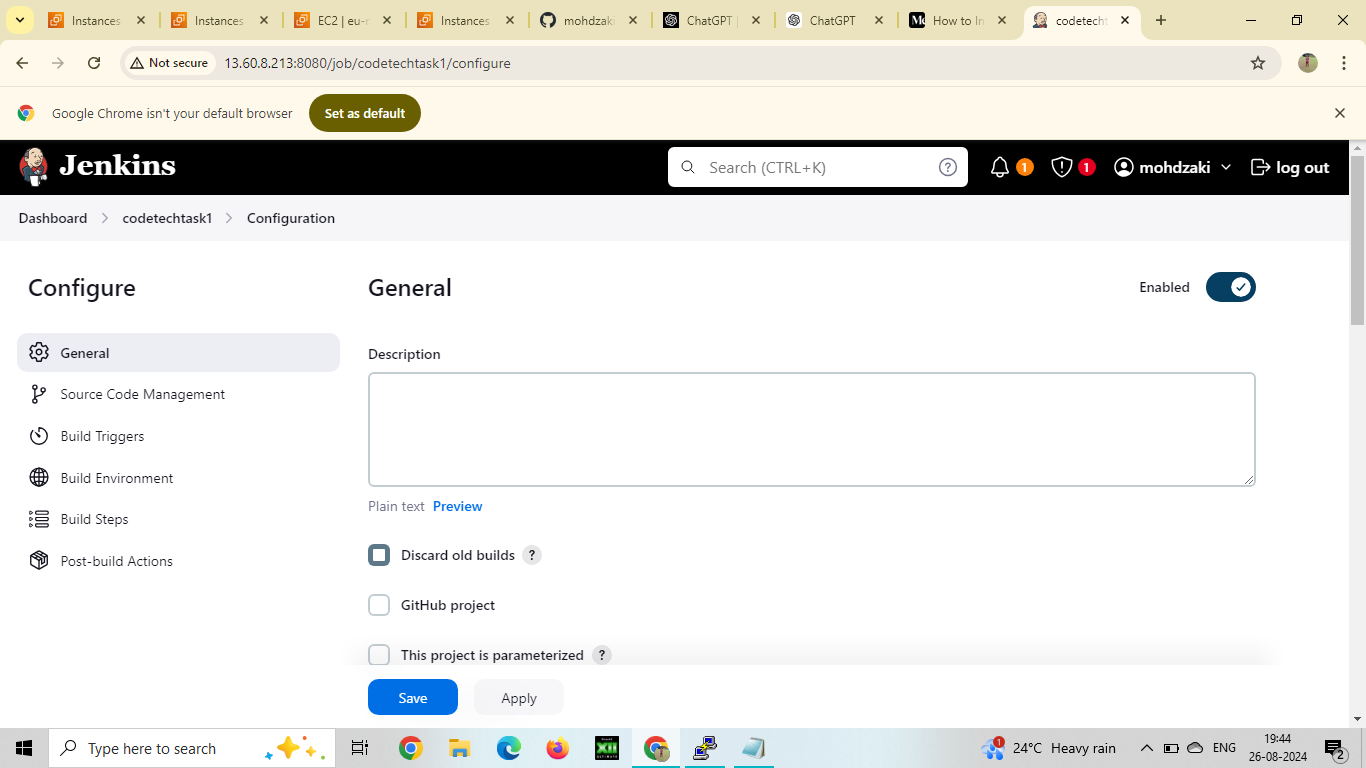 Instances
Instances
EC2 | eu-n
Instances
mohdzaki
ChatGPT |
ChatGPT
How to In
codetecht
Not secure
13.60.8.213:8080/job/codetechtask1/configure
Google Chrome isn't your default browser
Set as default
Jenkins
Search (CTRL+K)
?
1
1
mohdzaki
log out
Dashboard
codetechtask1
Configuration
Configure
General
Enabled
General
Source Code Management
Build Triggers
Build Environment
Build Steps
Post-build Actions
Description
Plain text Preview
Discard old builds ?
GitHub project
This project is parameterized ?
Save
Apply
Type here to search
XII
1
24°C Heavy rain
ENG
19:44
26-08-2024
2